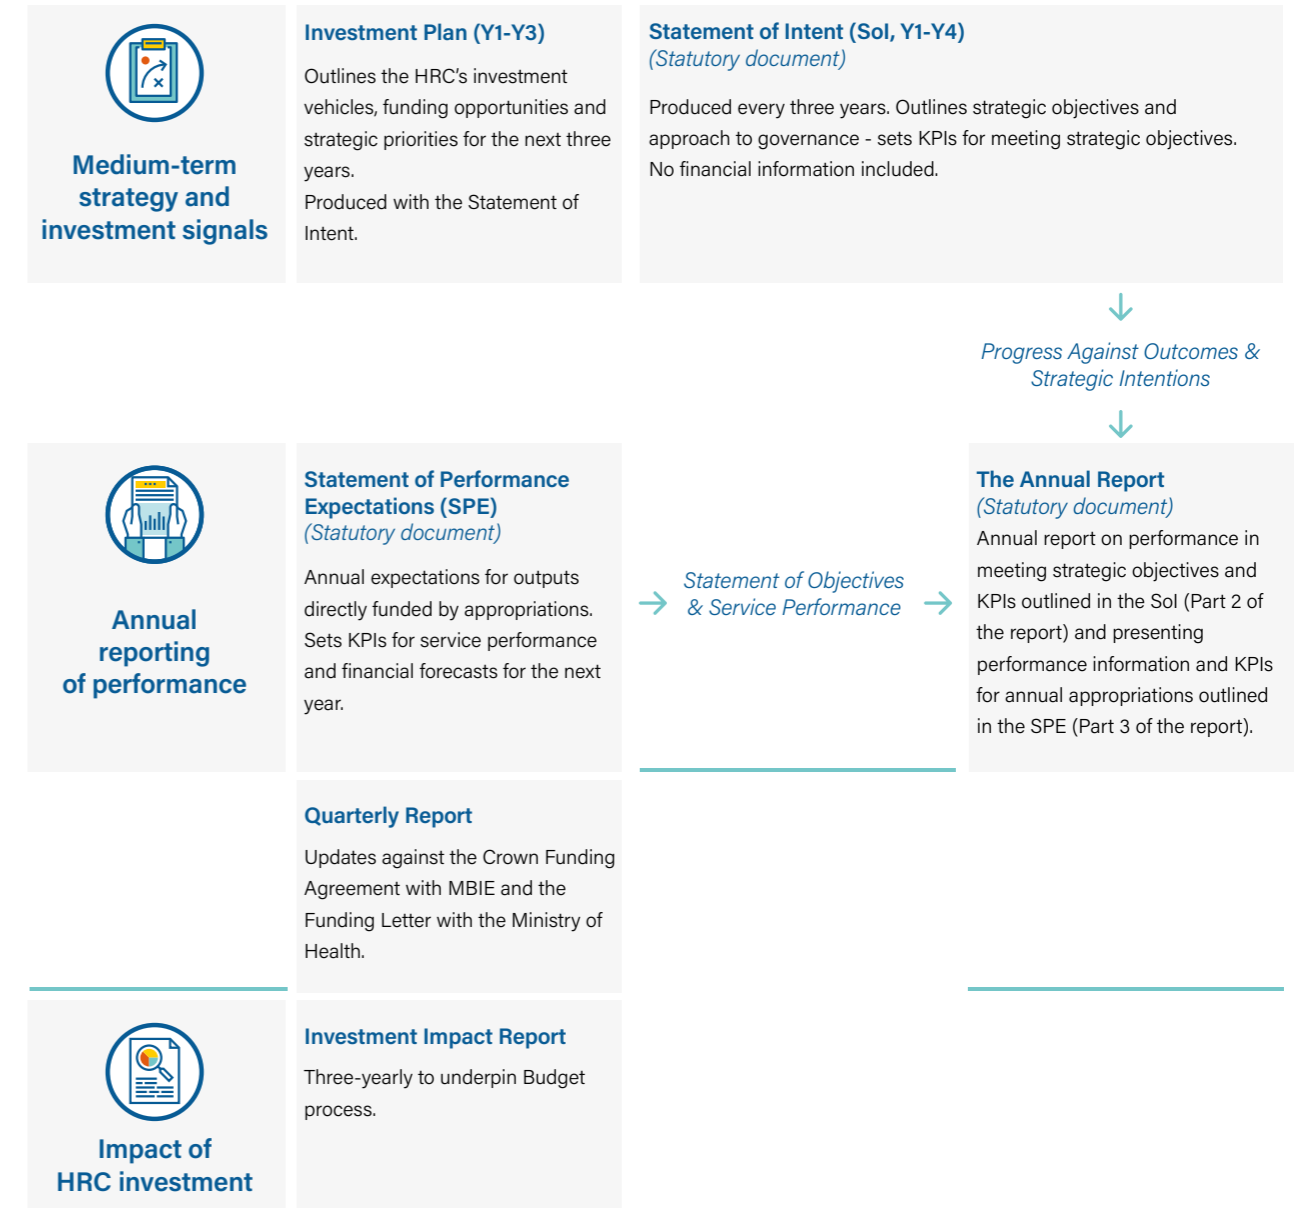 Medium-term
strategy and
investment signals
Investment Plan (Y1-Y3)
Outlines the HRC's investment
vehicles, funding opportunities and
strategic priorities for the next three
years.
Produced with the Statement of
Intent.
Statement of Intent (SoI, Y1-Y4)
(Statutory document)
Produced every three years. Outlines strategic objectives and
approach to governance - sets KPIs for meeting strategic objectives.
No financial information included.
Progress Against Outcomes &
Strategic Intentions
Annual
reporting
of performance
Statement of Performance
Expectations (SPE)
(Statutory document)
Annual expectations for outputs
directly funded by appropriations.
Sets KPIs for service performance
and financial forecasts for the next
year.
Statement of Objectives
& Service Performance
The Annual Report
(Statutory document)
Annual report on performance in
meeting strategic objectives and
KPIs outlined in the SoI (Part 2 of
the report) and presenting
performance information and KPIs
for annual appropriations outlined
in the SPE (Part 3 of the report).
Quarterly Report
Updates against the Crown Funding
Agreement with MBIE and the
Funding Letter with the Ministry of
Health.
Impact of
HRC investment
Investment Impact Report
Three-yearly to underpin Budget
process.